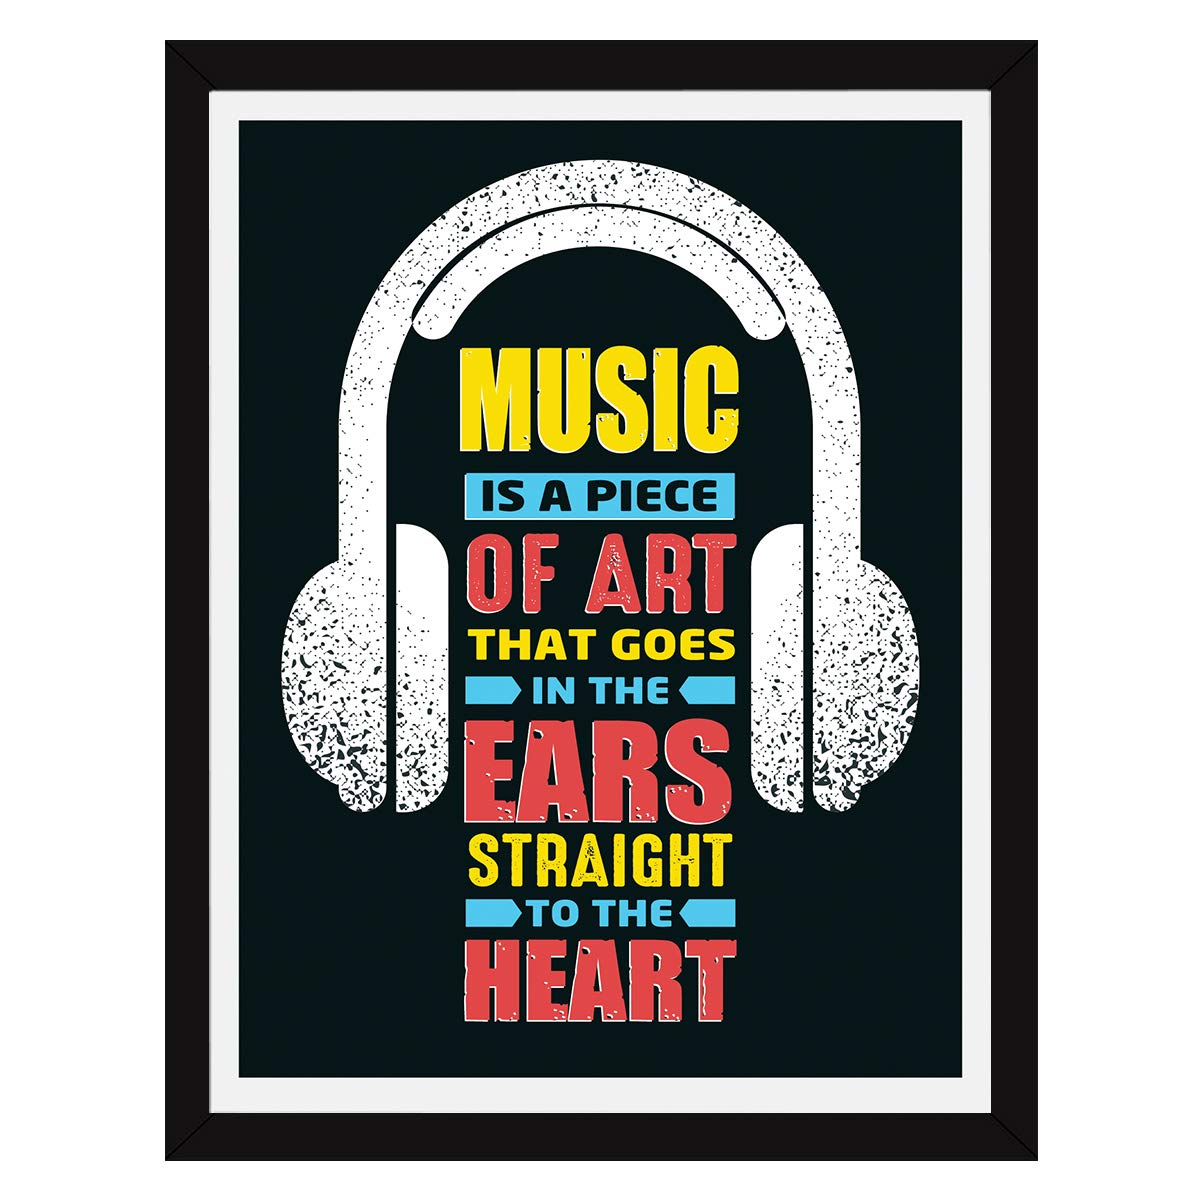 MUSIC
IS A PIECE
OF ART
THAT GOES
IN THE
EARS
STRAIGHT
TO THE
HEART